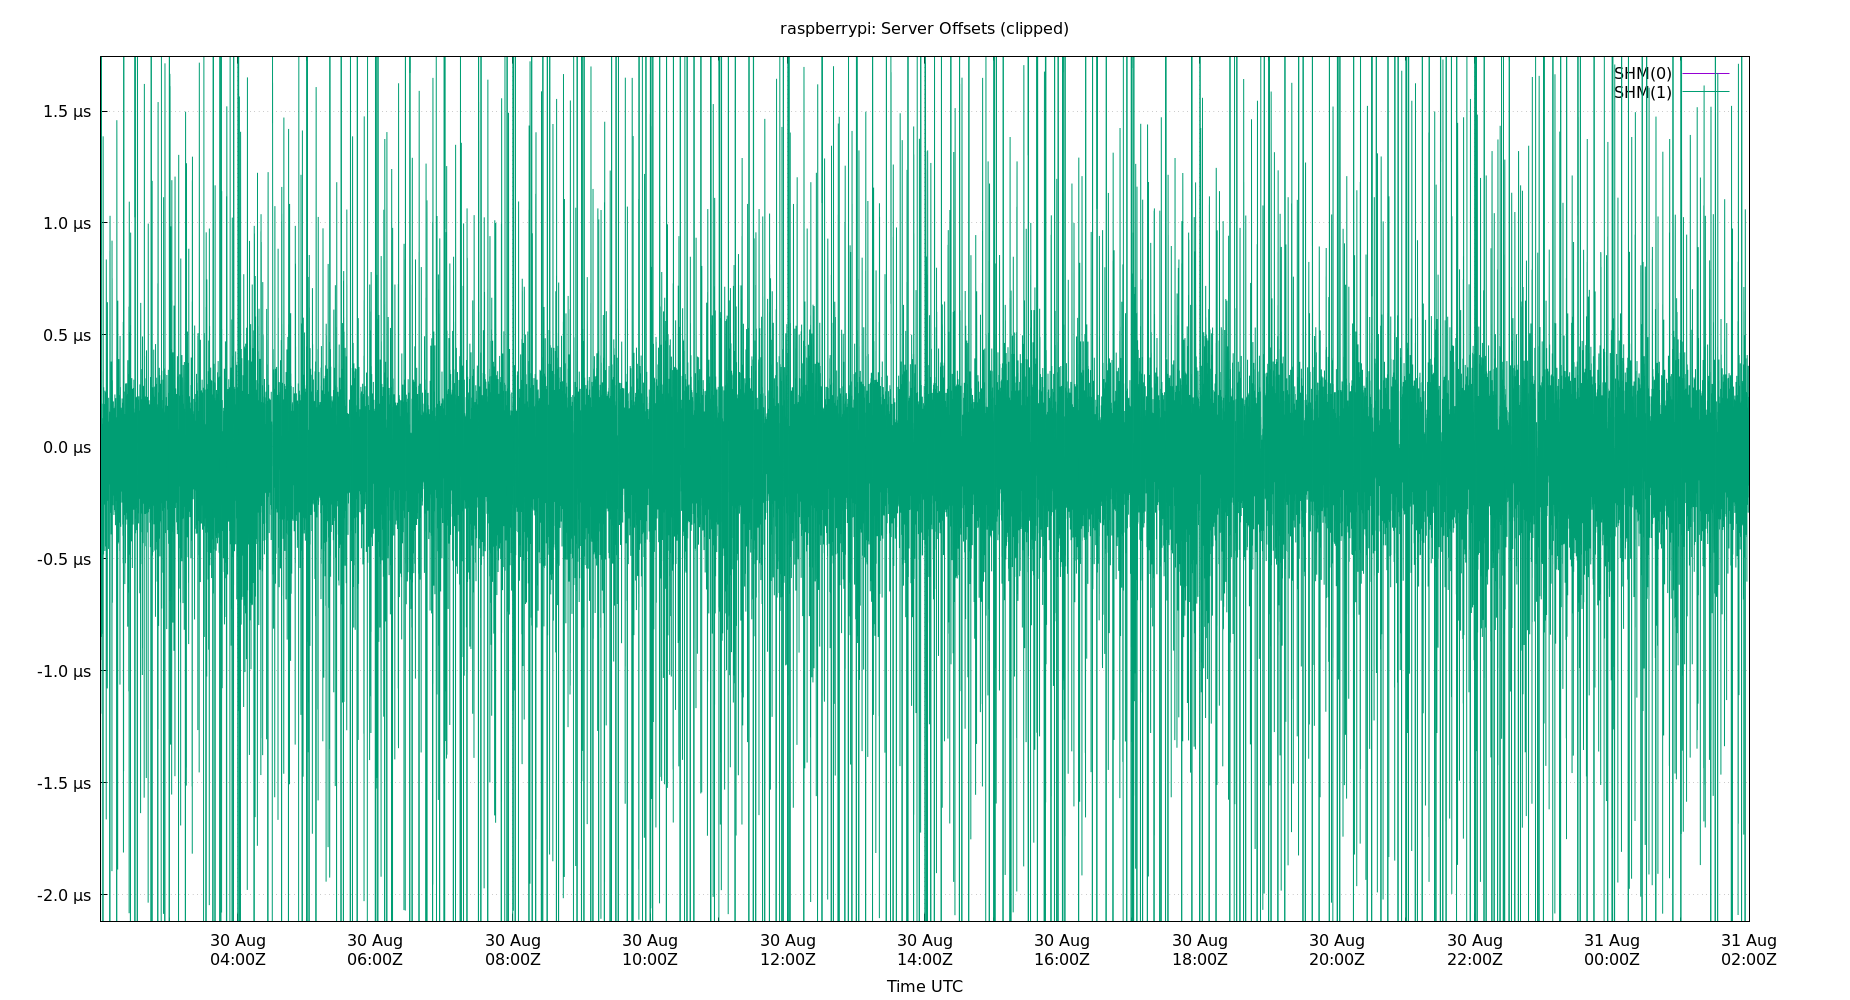 raspberrypi: Server Offsets (clipped)
SHM(0)
SHM(1)
1.5 µs
1.0 µs
0.5 µs
0.0 µs
-0.5 µs
-1.0 µs
-1.5 µs
-2.0 µs
30 Aug 30 Aug 30 Aug 30 Aug 30 Aug 30 Aug 30 Aug 30 Aug 30 Aug 30 Aug 31 Aug 31 Aug
04:00Z 06:00Z 08:00Z 10:00Z 12:00Z 14:00Z 16:00Z 18:00Z 20:00Z 22:00Z 00:00Z 02:00Z
Time UTC